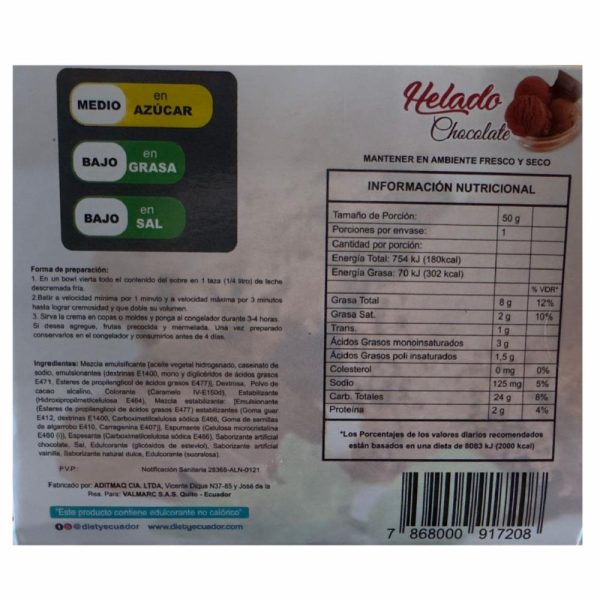 MEDIO en AZÚCAR
BAJO en GRASA
BAJO en SAL
Helado
Chocolate
MANTENER EN AMBIENTE FRESCO Y SECO
INFORMACIÓN NUTRICIONAL
Tamaño de Porción: 50 g
Porciones por envase: 1
Cantidad por porción:
Energía Total: 754 kJ (180kcal)
Energía Grasa: 70 kJ (302 kcal)
% VDR*
Grasa Total 8 g 12%
Grasa Sat. 2 g 10%
Trans. 1 g
Ácidos Grasos monoinsaturados 3 g
Ácidos Grasos poli insaturados 1,5 g
Colesterol 0 mg 0%
Sodio 125 mg 5%
Carb. Totales 24 g 8%
Proteína 2 g 4%
*Los Porcentajes de los valores diarios recomendados
están basados en una dieta de 8083 kJ (2000 kcal)
Forma de preparación:
1. En un bowl vierta todo el contenido del sobre en 1 taza (1/4 litro) de leche
descremada fría.
2.Batir a velocidad mínima por 1 minuto y a velocidad máxima por 3 minutos
hasta lograr cremosidad y que doble su volumen.
3. Sirva la crema en copas o moldes y ponga al congelador durante 3-4 horas
Si desea agregue, frutas precocida y mermelada. Una vez preparado
conservarlos en el congelador y consumirlos antes de 4 días.
Ingredientes: Mezcla emulsificante [aceite vegetal hidrogenado, caseinato de
sodio, emulsionantes (dextrinas E1400, mono y diglicéridos de ácidos grasos
E471, Esteres de propilenglicol de ácidos grasos E477)], Dextrosa, Polvo de
cacao alcalino, Colorante (Caramelo IV-E150d), Estabilizante
(Hidroxipropilmetilcelulosa E464), Mezcla estabilizante: [Emulsionante
(Ésteres de propilenglicol de ácidos grasos E477) estabilizantes (Goma guar
E412, dextrinas E1400, Carboximetilcelulosa sódica E466, Goma de semillas
de algarrobo E410, Carragenina E407)], Espumante (Celulosa microcristalina
E460 (i)), Espesante (Carboximetilcelulosa sódica E466), Saborizante artificial
chocolate, Sal, Edulcorante (glicósidos de esteviol), Saborizante artificial
vainilla, Saborizante natural dulce, Edulcorante (sucralosa).
P.V.P: Notificación Sanitaria 28366-ALN-0121
Fabricado por: ADITMAQ CIA. LTDA, Vicente Duque N37-85 y José de la
Rea. Para: VALMARC S.A.S. Quito - Ecuador
"Este producto contiene edulcorante no calórico"
@dietyecuador www.dietyecuador.com
7 868000 917208